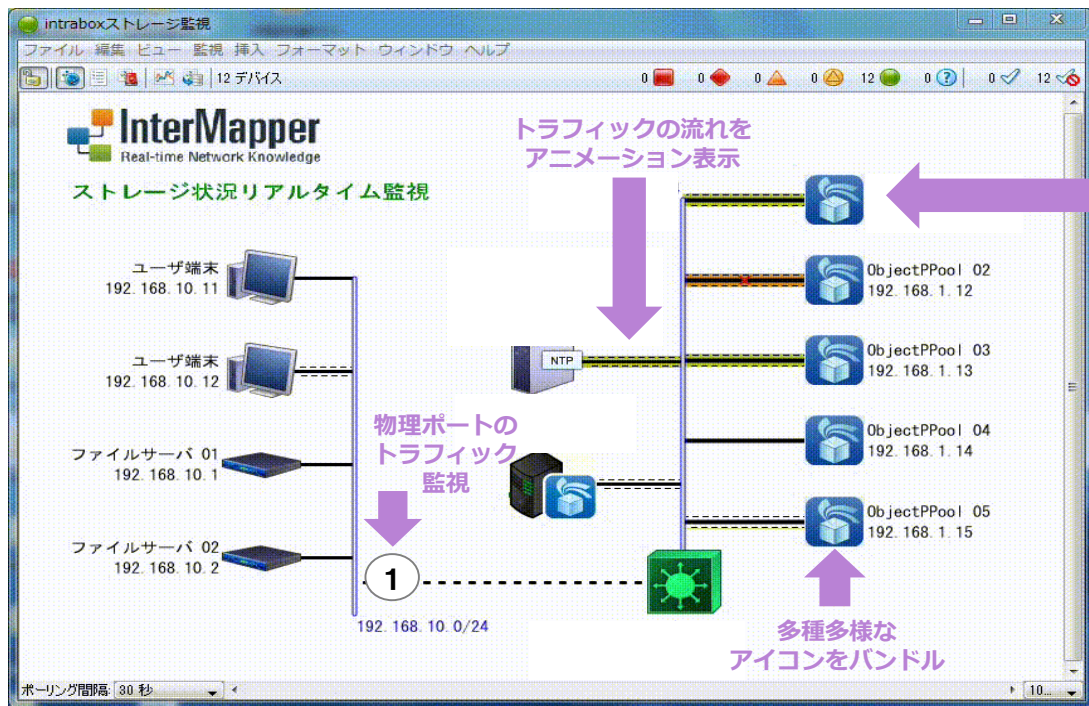 intraboxストレージ監視
ファイル 編集 ビュー 監視 挿入 フォーマット ウィンドウ ヘルプ
12 デバイス 0 0 0 0 12 0 ? 0 12
InterMapper
Real-time Network Knowledge
ストレージ状況リアルタイム監視
トラフィックの流れを
アニメーション表示
ユーザ端末
192.168.10.11
ObjectPPool 02
192.168.1.12
ユーザ端末
192.168.10.12
NTP
ObjectPPool 03
192.168.1.13
物理ポートの
トラフィック
監視
ファイルサーバ 01
192.168.10.1
ObjectPPool 04
192.168.1.14
ObjectPPool 05
192.168.1.15
ファイルサーバ 02
192.168.10.2
1
192.168.10.0/24
多種多様な
アイコンをバンドル
ポーリング間隔: 30 秒
10...